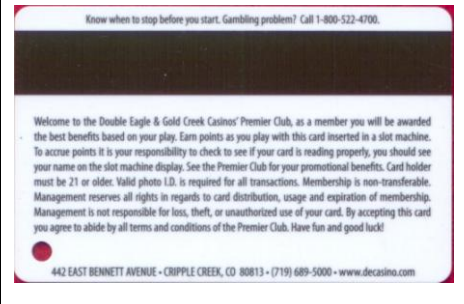 Know when to stop before you start. Gambling problem? Call 1-800-522-4700.
Welcome to the Double Eagle & Gold Creek Casinos' Premier Club, as a member you will be awarded
the best benefits based on your play. Earn points as you play with this card inserted in a slot machine.
To accrue points it is your responsibility to check to see if your card is reading properly, you should see
your name on the slot machine display. See the Premier Club for your promotional benefits. Card holder
must be 21 or older. Valid photo I.D. is required for all transactions. Membership is non-transferable.
Management reserves all rights in regards to card distribution, usage and expiration of membership.
Management is not responsible for loss, theft, or unauthorized use of your card. By accepting this card
you agree to abide by all terms and conditions of the Premier Club. Have fun and good luck!
442 EAST BENNETT AVENUE • CRIPPLE CREEK, CO 80813 • (719) 689-5000 • www.decasino.com